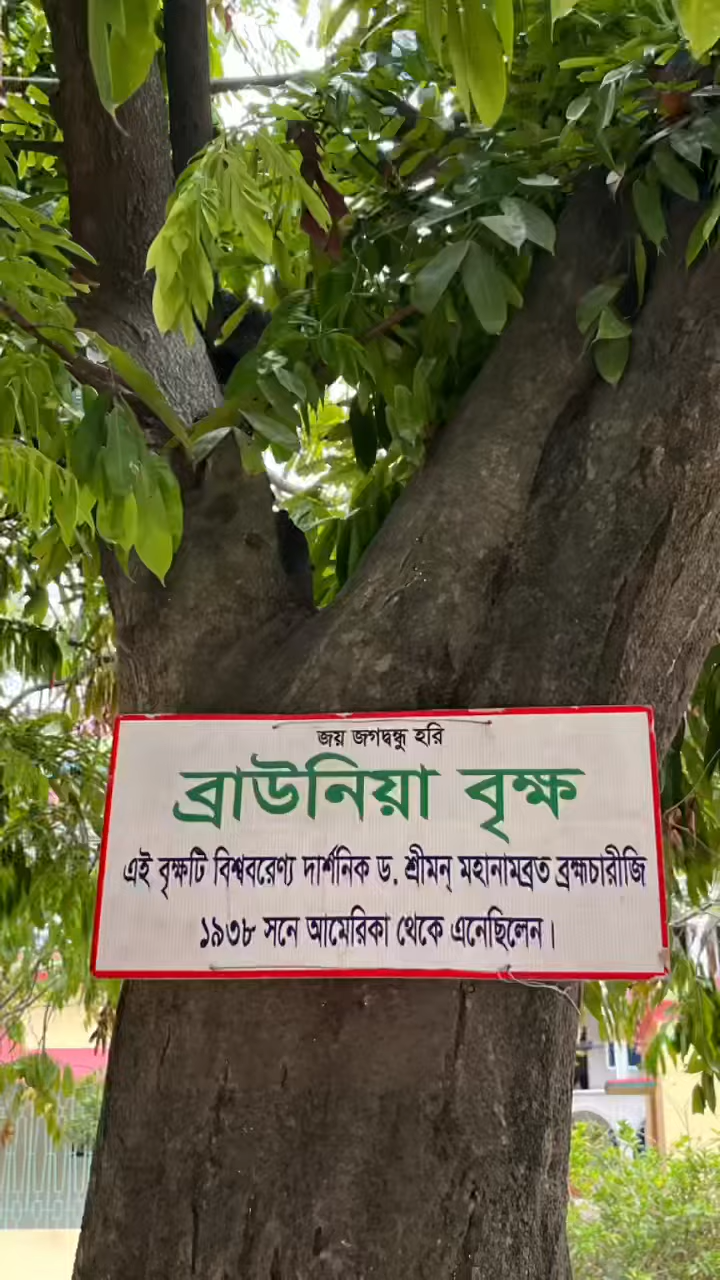 জয় জগদ্বন্ধু হরি
ব্রাউনিয়া বৃক্ষ
এই বৃক্ষটি বিশ্ববরেণ্য দার্শনিক ড. শ্রীমন্ মহানামব্রত ব্রহ্মচারীজি
১৯৩৮ সনে আমেরিকা থেকে এনেছিলেন।